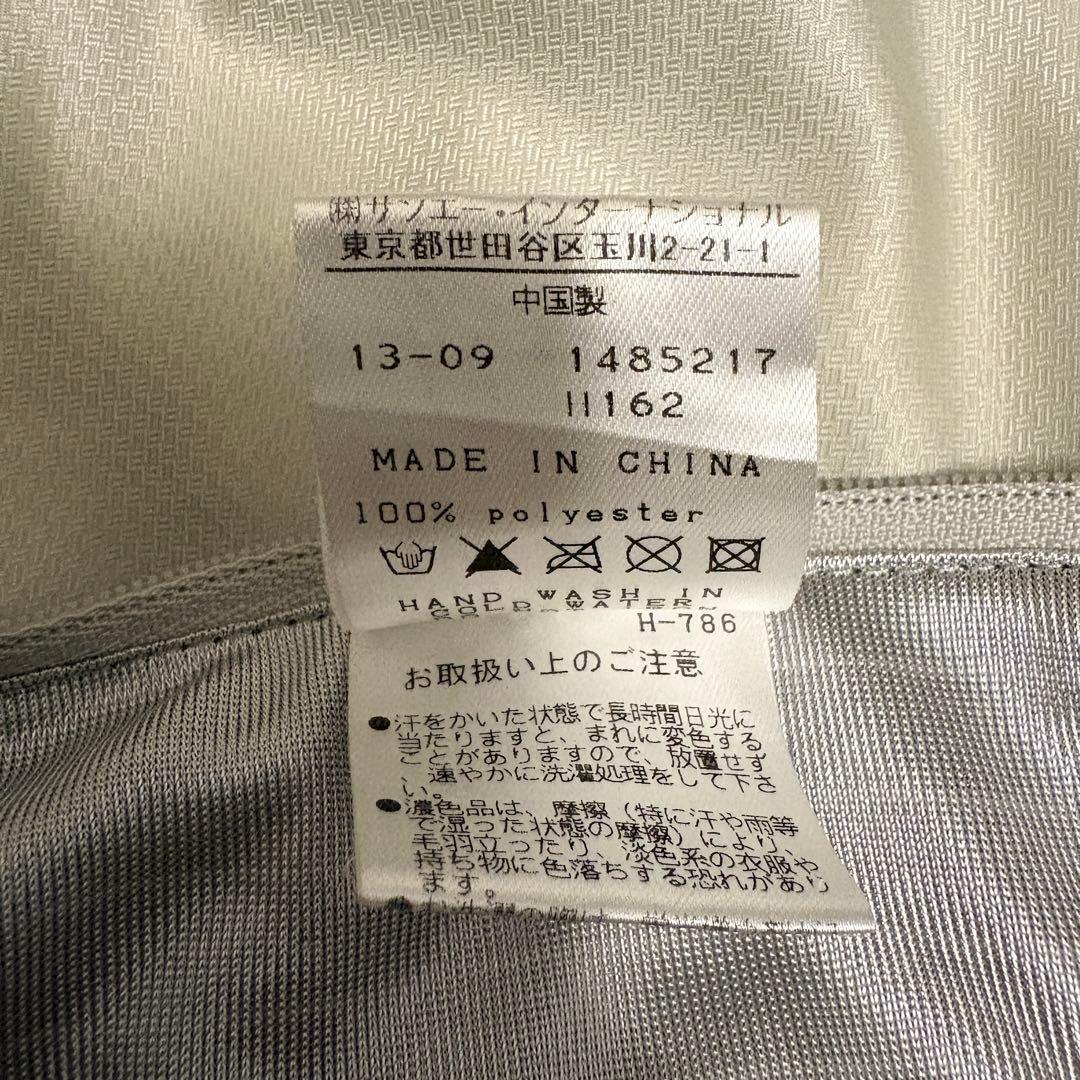 ㈱サンエー・インターナショナル
東京都世田谷区玉川2-21-1
中国製
13-09 1485217
H162
MADE IN CHINA
100% polyester
HAND WASH IN
COLD WATER
H-786
お取扱い上のご注意
●汗をかいた状態で長時間日光に
当たりますと、まれに変色する
ことがありますので、放置せず
、速やかに洗濯処理をして下さ
い。
●濃色品は、摩擦（特に汗や雨等
で湿った状態の摩擦）により、
毛羽立ったり、淡色系の衣服や
持ち物に色落ちする恐れがあり
ます。